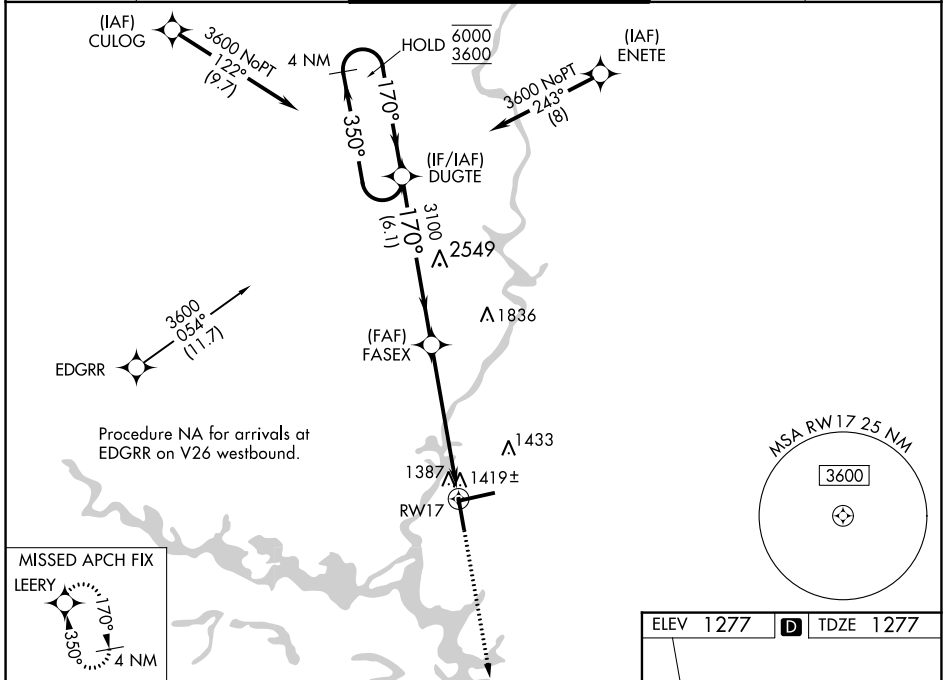 (IAF)
CULOG
3600 NoPT
122°
(9.7)
4 NM
HOLD
6000
3600
170°
350°
(IF/IAF)
DUGTE
(IAF)
ENETE
3600 NoPT
243°
(8)
3100
170°
(6.1)
2549
1836
(FAF)
FASEX
3600
054°
(11.7)
EDGRR
Procedure NA for arrivals at
EDGRR on V26 westbound.
1433
1387
1419±
RW17
MSA RW17 25 NM
3600
MISSED APCH FIX
LEERY
170°
350°
4 NM
ELEV 1277 D TDZE 1277